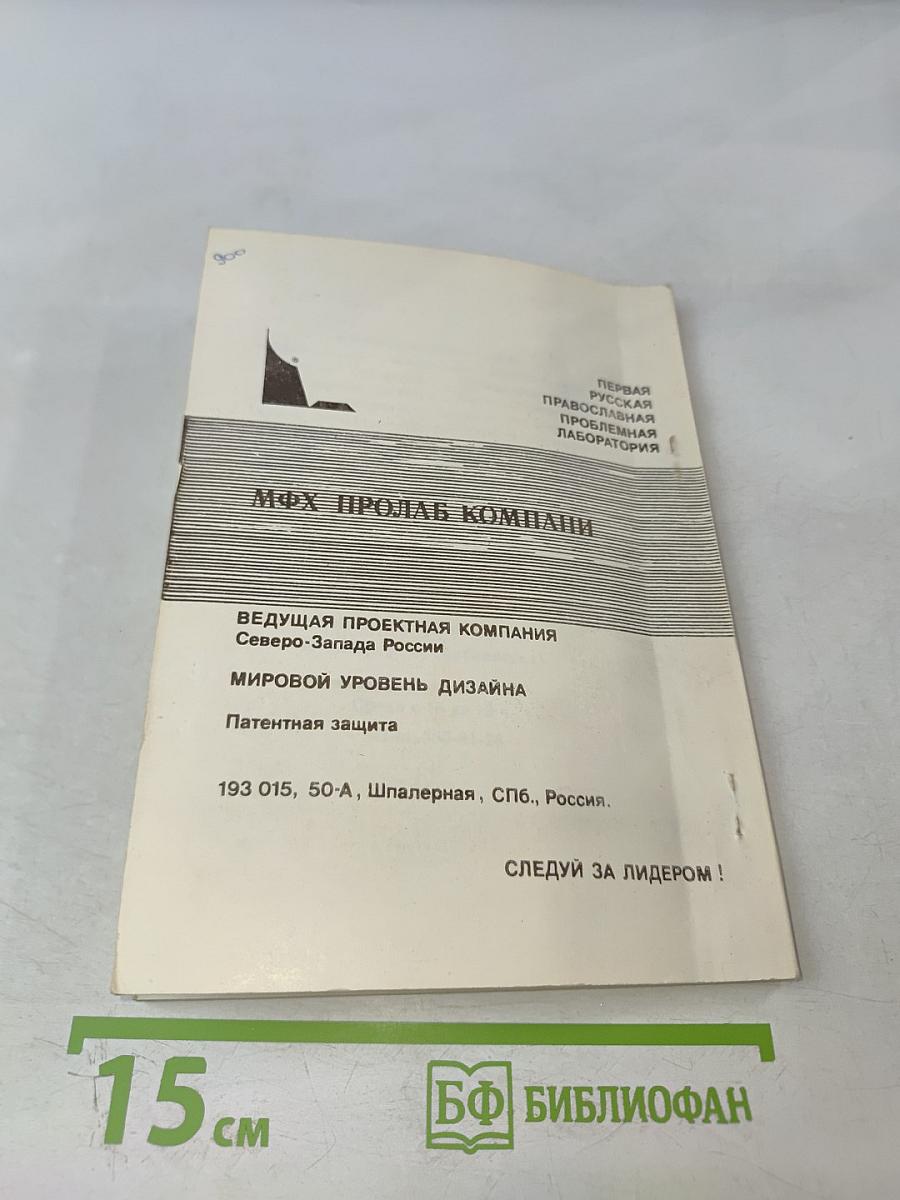 900
®
ПЕРВАЯ
РУССКАЯ
ПРАВОСЛАВНАЯ
ПРОБЛЕМНАЯ
ЛАБОРАТОРИЯ
МФХ ПРОЛАБ КОМПАНИ
ВЕДУЩАЯ ПРОЕКТНАЯ КОМПАНИЯ
Северо-Запада России
МИРОВОЙ УРОВЕНЬ ДИЗАЙНА
Патентная защита
193 015, 50-А, Шпалерная, СПб., Россия.
СЛЕДУЙ ЗА ЛИДЕРОМ !
15 см
БФ БИБЛИОФАН